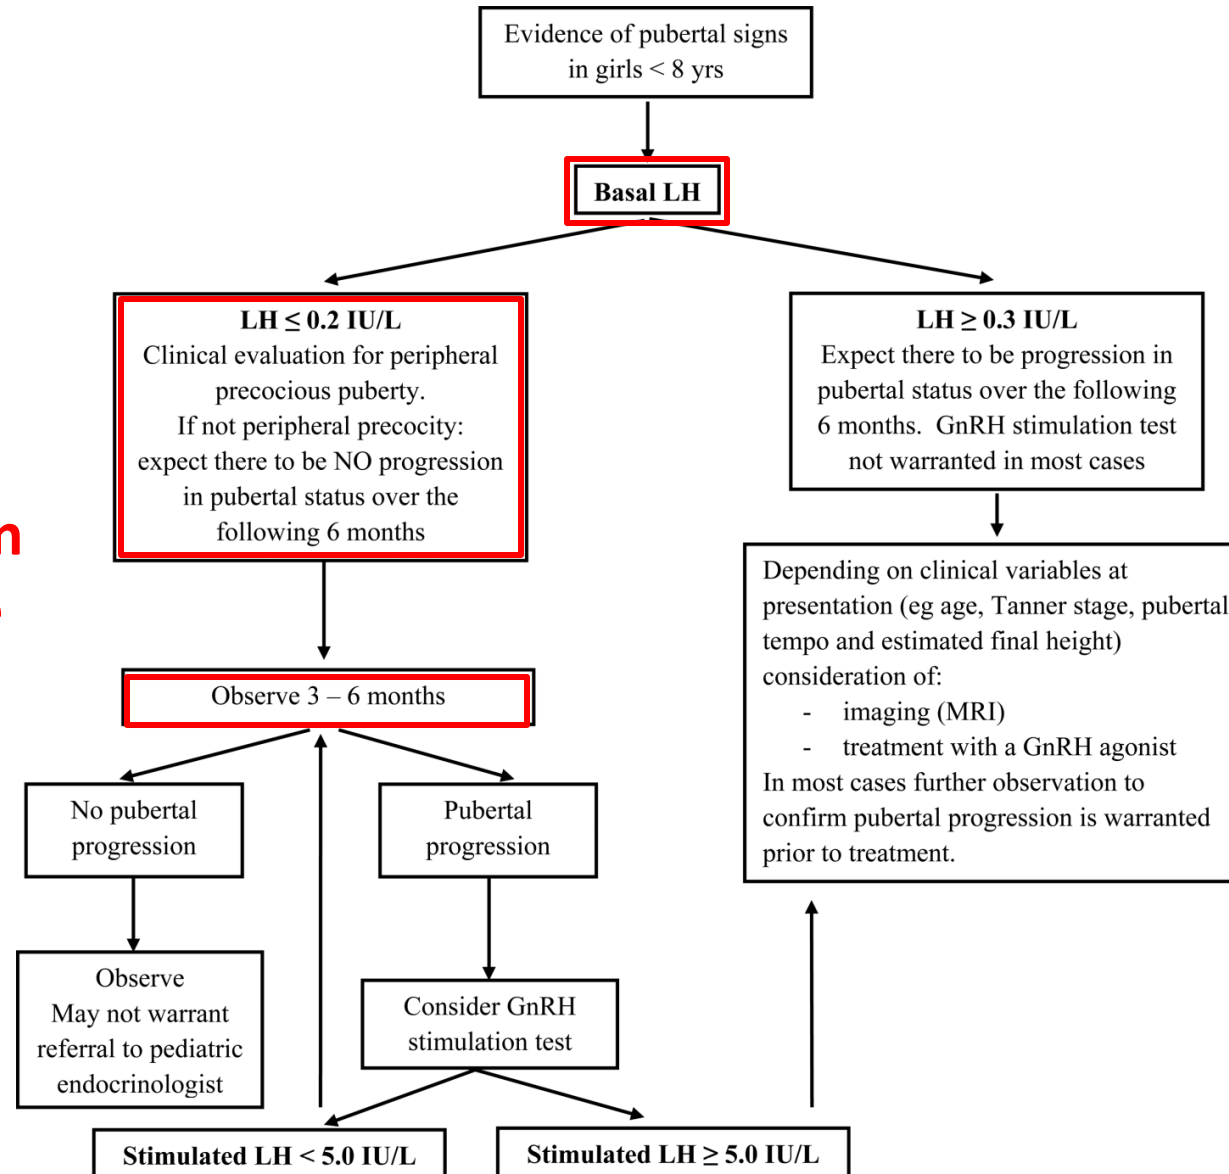 Evidence of pubertal signs
in girls < 8 yrs
Basal LH
LH ≤ 0.2 IU/L
Clinical evaluation for peripheral
precocious puberty.
If not peripheral precocity:
expect there to be NO progression
in pubertal status over the
following 6 months
LH ≥ 0.3 IU/L
Expect there to be progression in
pubertal status over the following
6 months. GnRH stimulation test
not warranted in most cases
Depending on clinical variables at
presentation (eg age, Tanner stage, pubertal
tempo and estimated final height)
consideration of:
- imaging (MRI)
- treatment with a GnRH agonist
In most cases further observation to
confirm pubertal progression is warranted
prior to treatment.
Observe 3 – 6 months
No pubertal
progression
Pubertal
progression
Observe
May not warrant
referral to pediatric
endocrinologist
Consider GnRH
stimulation test
Stimulated LH < 5.0 IU/L
Stimulated LH ≥ 5.0 IU/L